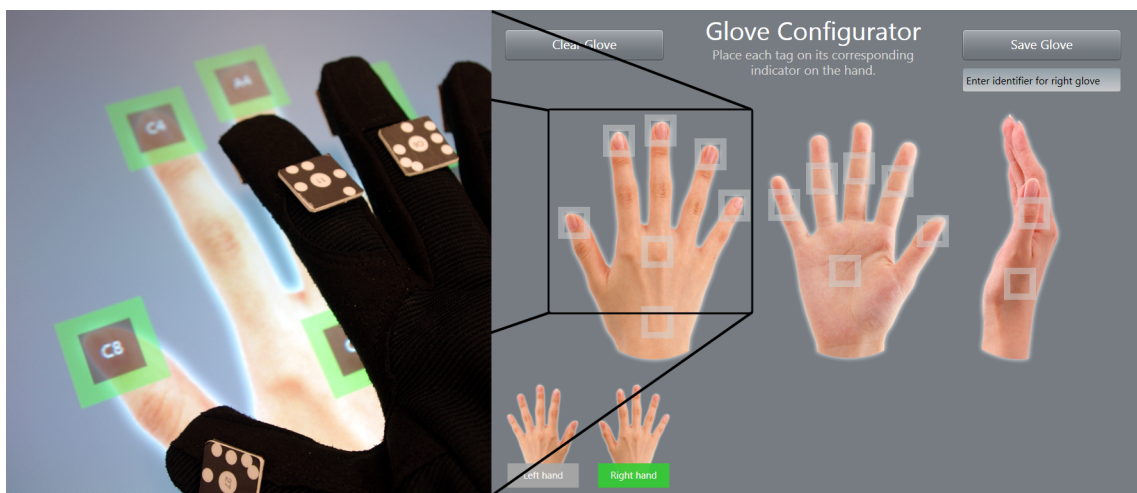 C4
A4
C8
Clear Glove
Glove Configurator
Place each tag on its corresponding
indicator on the hand.
Save Glove
Enter identifier for right glove
Left hand
Right hand